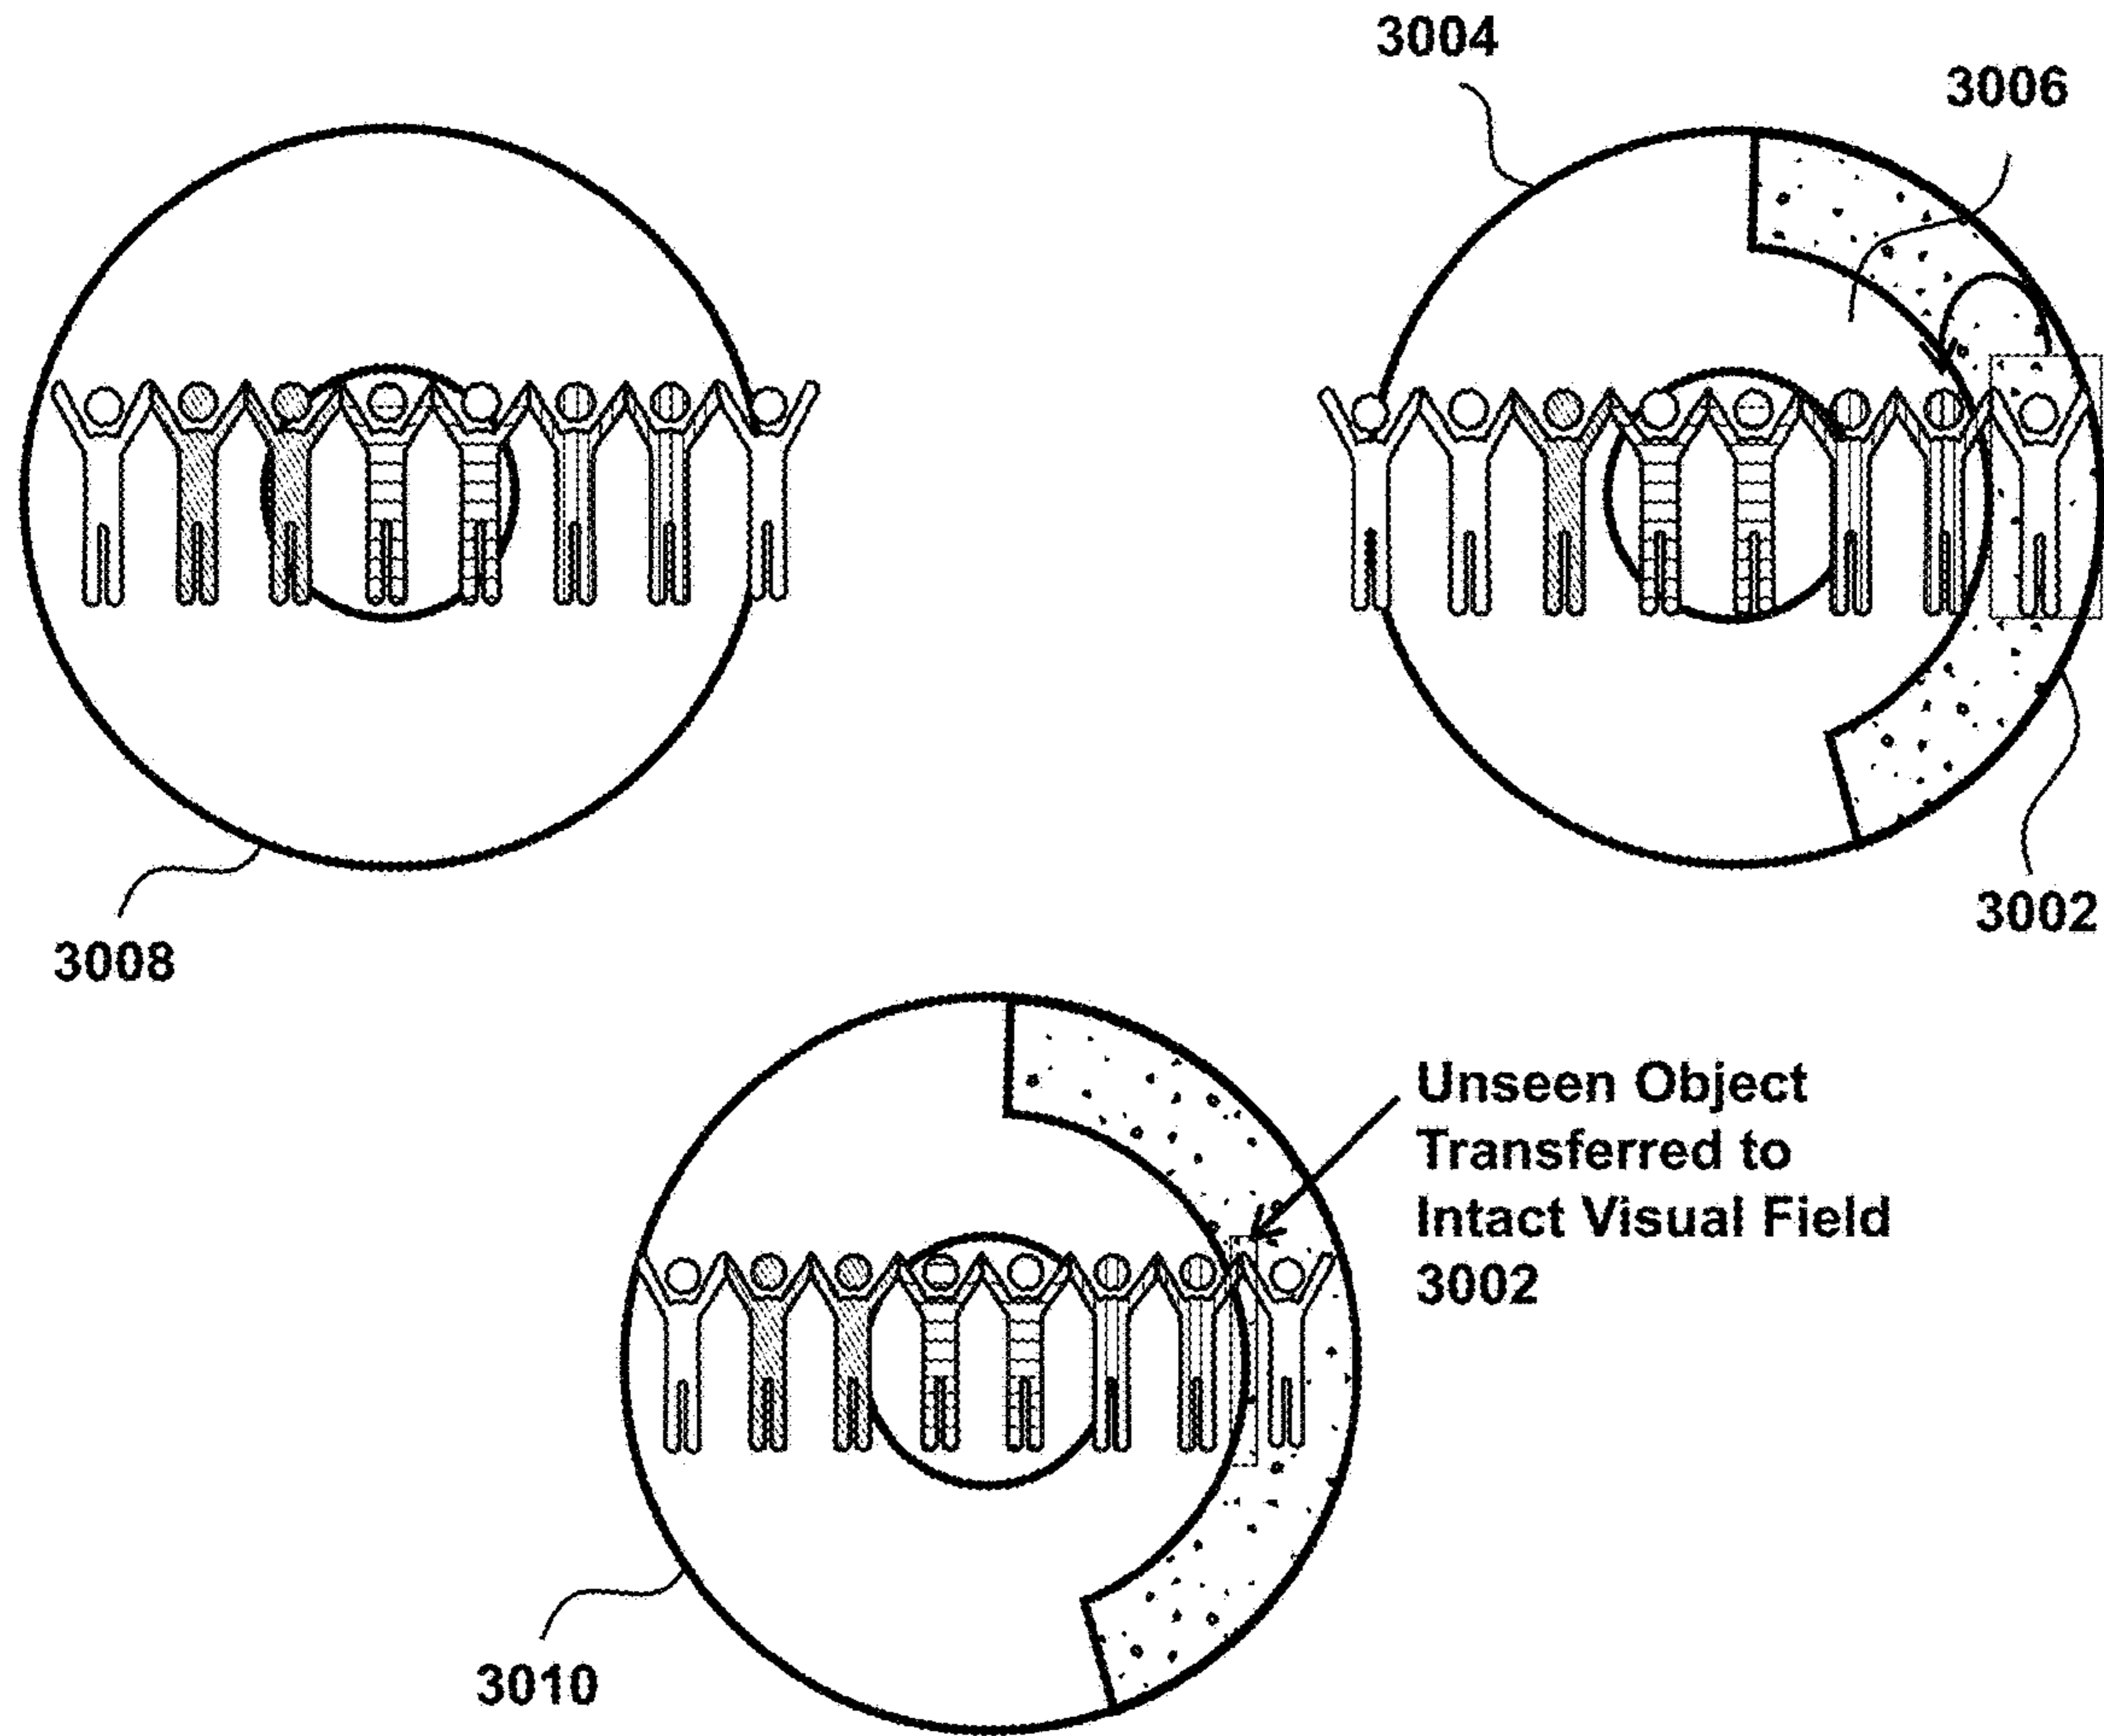 3004
3006
3008
3002
Unseen Object
Transferred to
Intact Visual Field
3002
3010